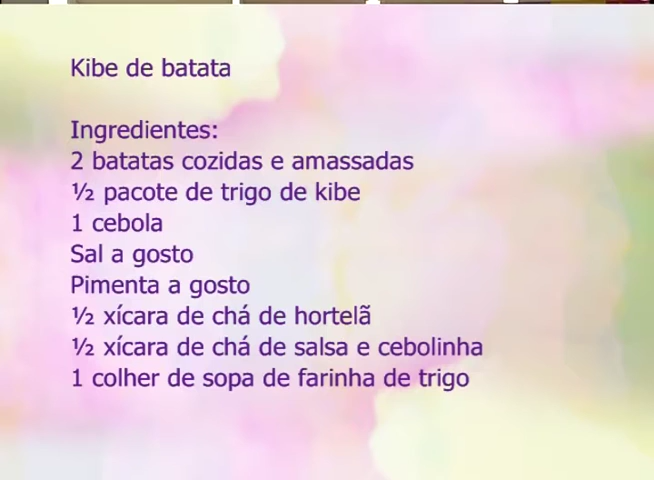 Kibe de batata
Ingredientes:
2 batatas cozidas e amassadas
½ pacote de trigo de kibe
1 cebola
Sal a gosto
Pimenta a gosto
½ xícara de chá de hortelã
½ xícara de chá de salsa e cebolinha
1 colher de sopa de farinha de trigo